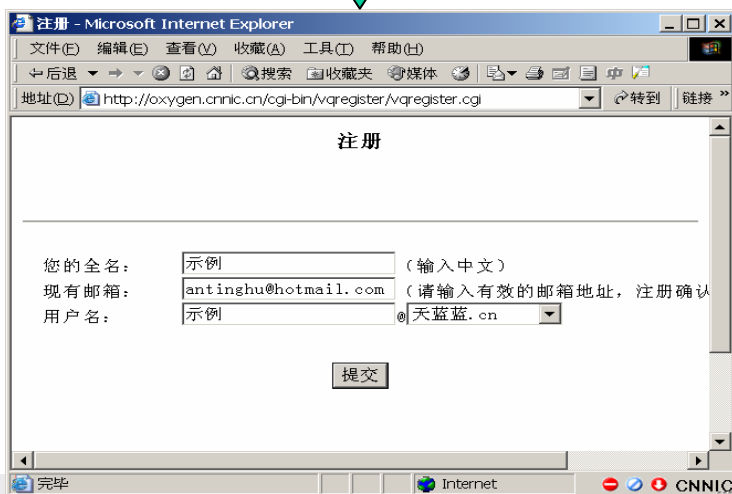 注册 - Microsoft Internet Explorer
文件(F) 编辑(E) 查看(V) 收藏(A) 工具(T) 帮助(H)
后退 搜索 收藏夹 媒体
地址(D) http://oxygen.cnnic.cn/cgi-bin/vqregister/vqregister.cgi 转到 链接 »
注册
您的全名: 示例 (输入中文)
现有邮箱: antinghu@hotmail.com (请输入有效的邮箱地址, 注册确认
用户名: 示例 @ 天蓝蓝.cn
提交
完毕 Internet CNNIC